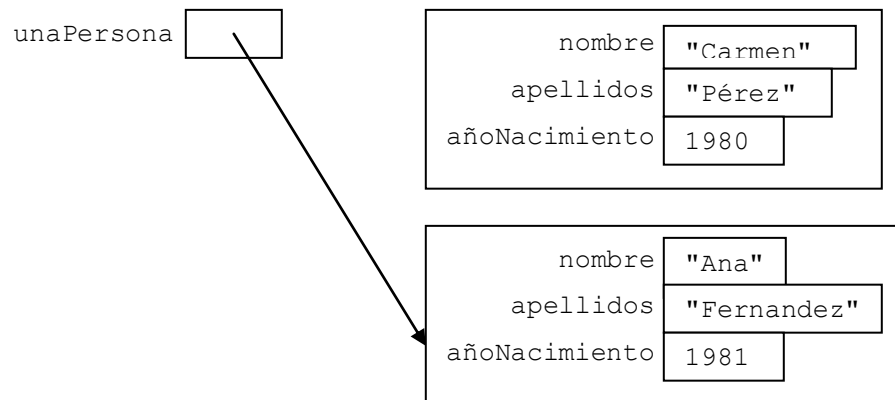 unaPersona
nombre "Carmen"
apellidos "Pérez"
añoNacimiento 1980
nombre "Ana"
apellidos "Fernandez"
añoNacimiento 1981